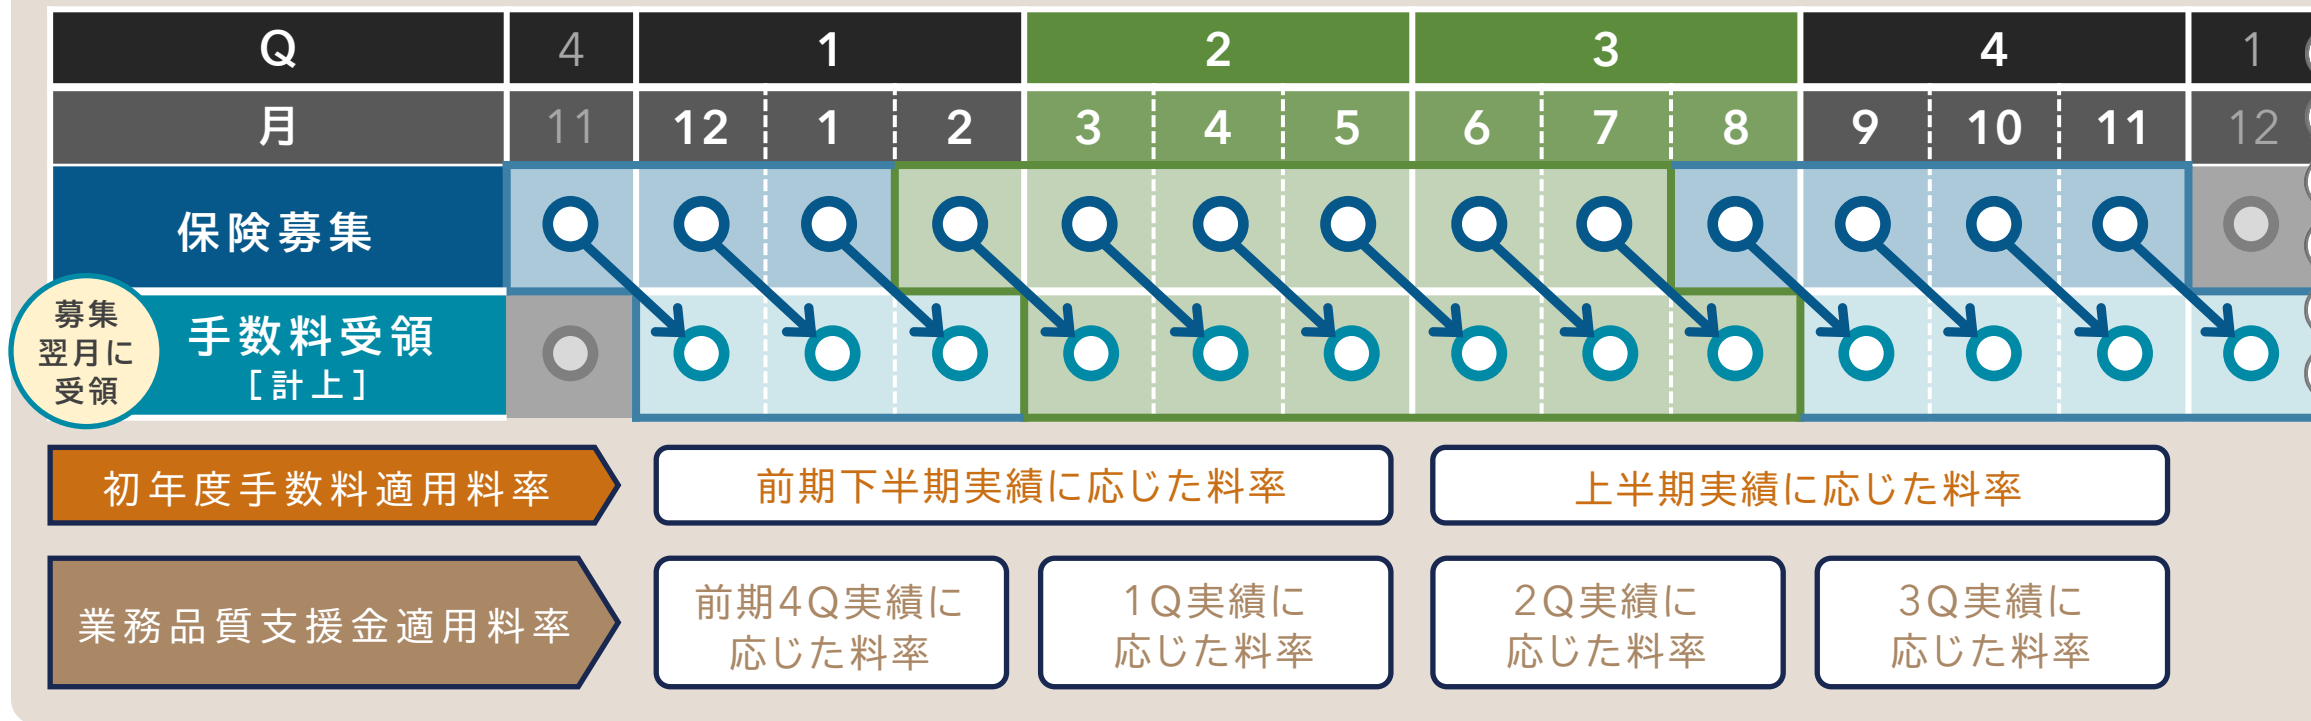 Q 4 1 2 3 4 1
月 11 12 1 2 3 4 5 6 7 8 9 10 11 12
保険募集
募集
翌月に
受領
手数料受領
［計上］
初年度手数料適用料率 前期下半期実績に応じた料率 上半期実績に応じた料率
業務品質支援金適用料率
前期4Q実績に
応じた料率
1Q実績に
応じた料率
2Q実績に
応じた料率
3Q実績に
応じた料率